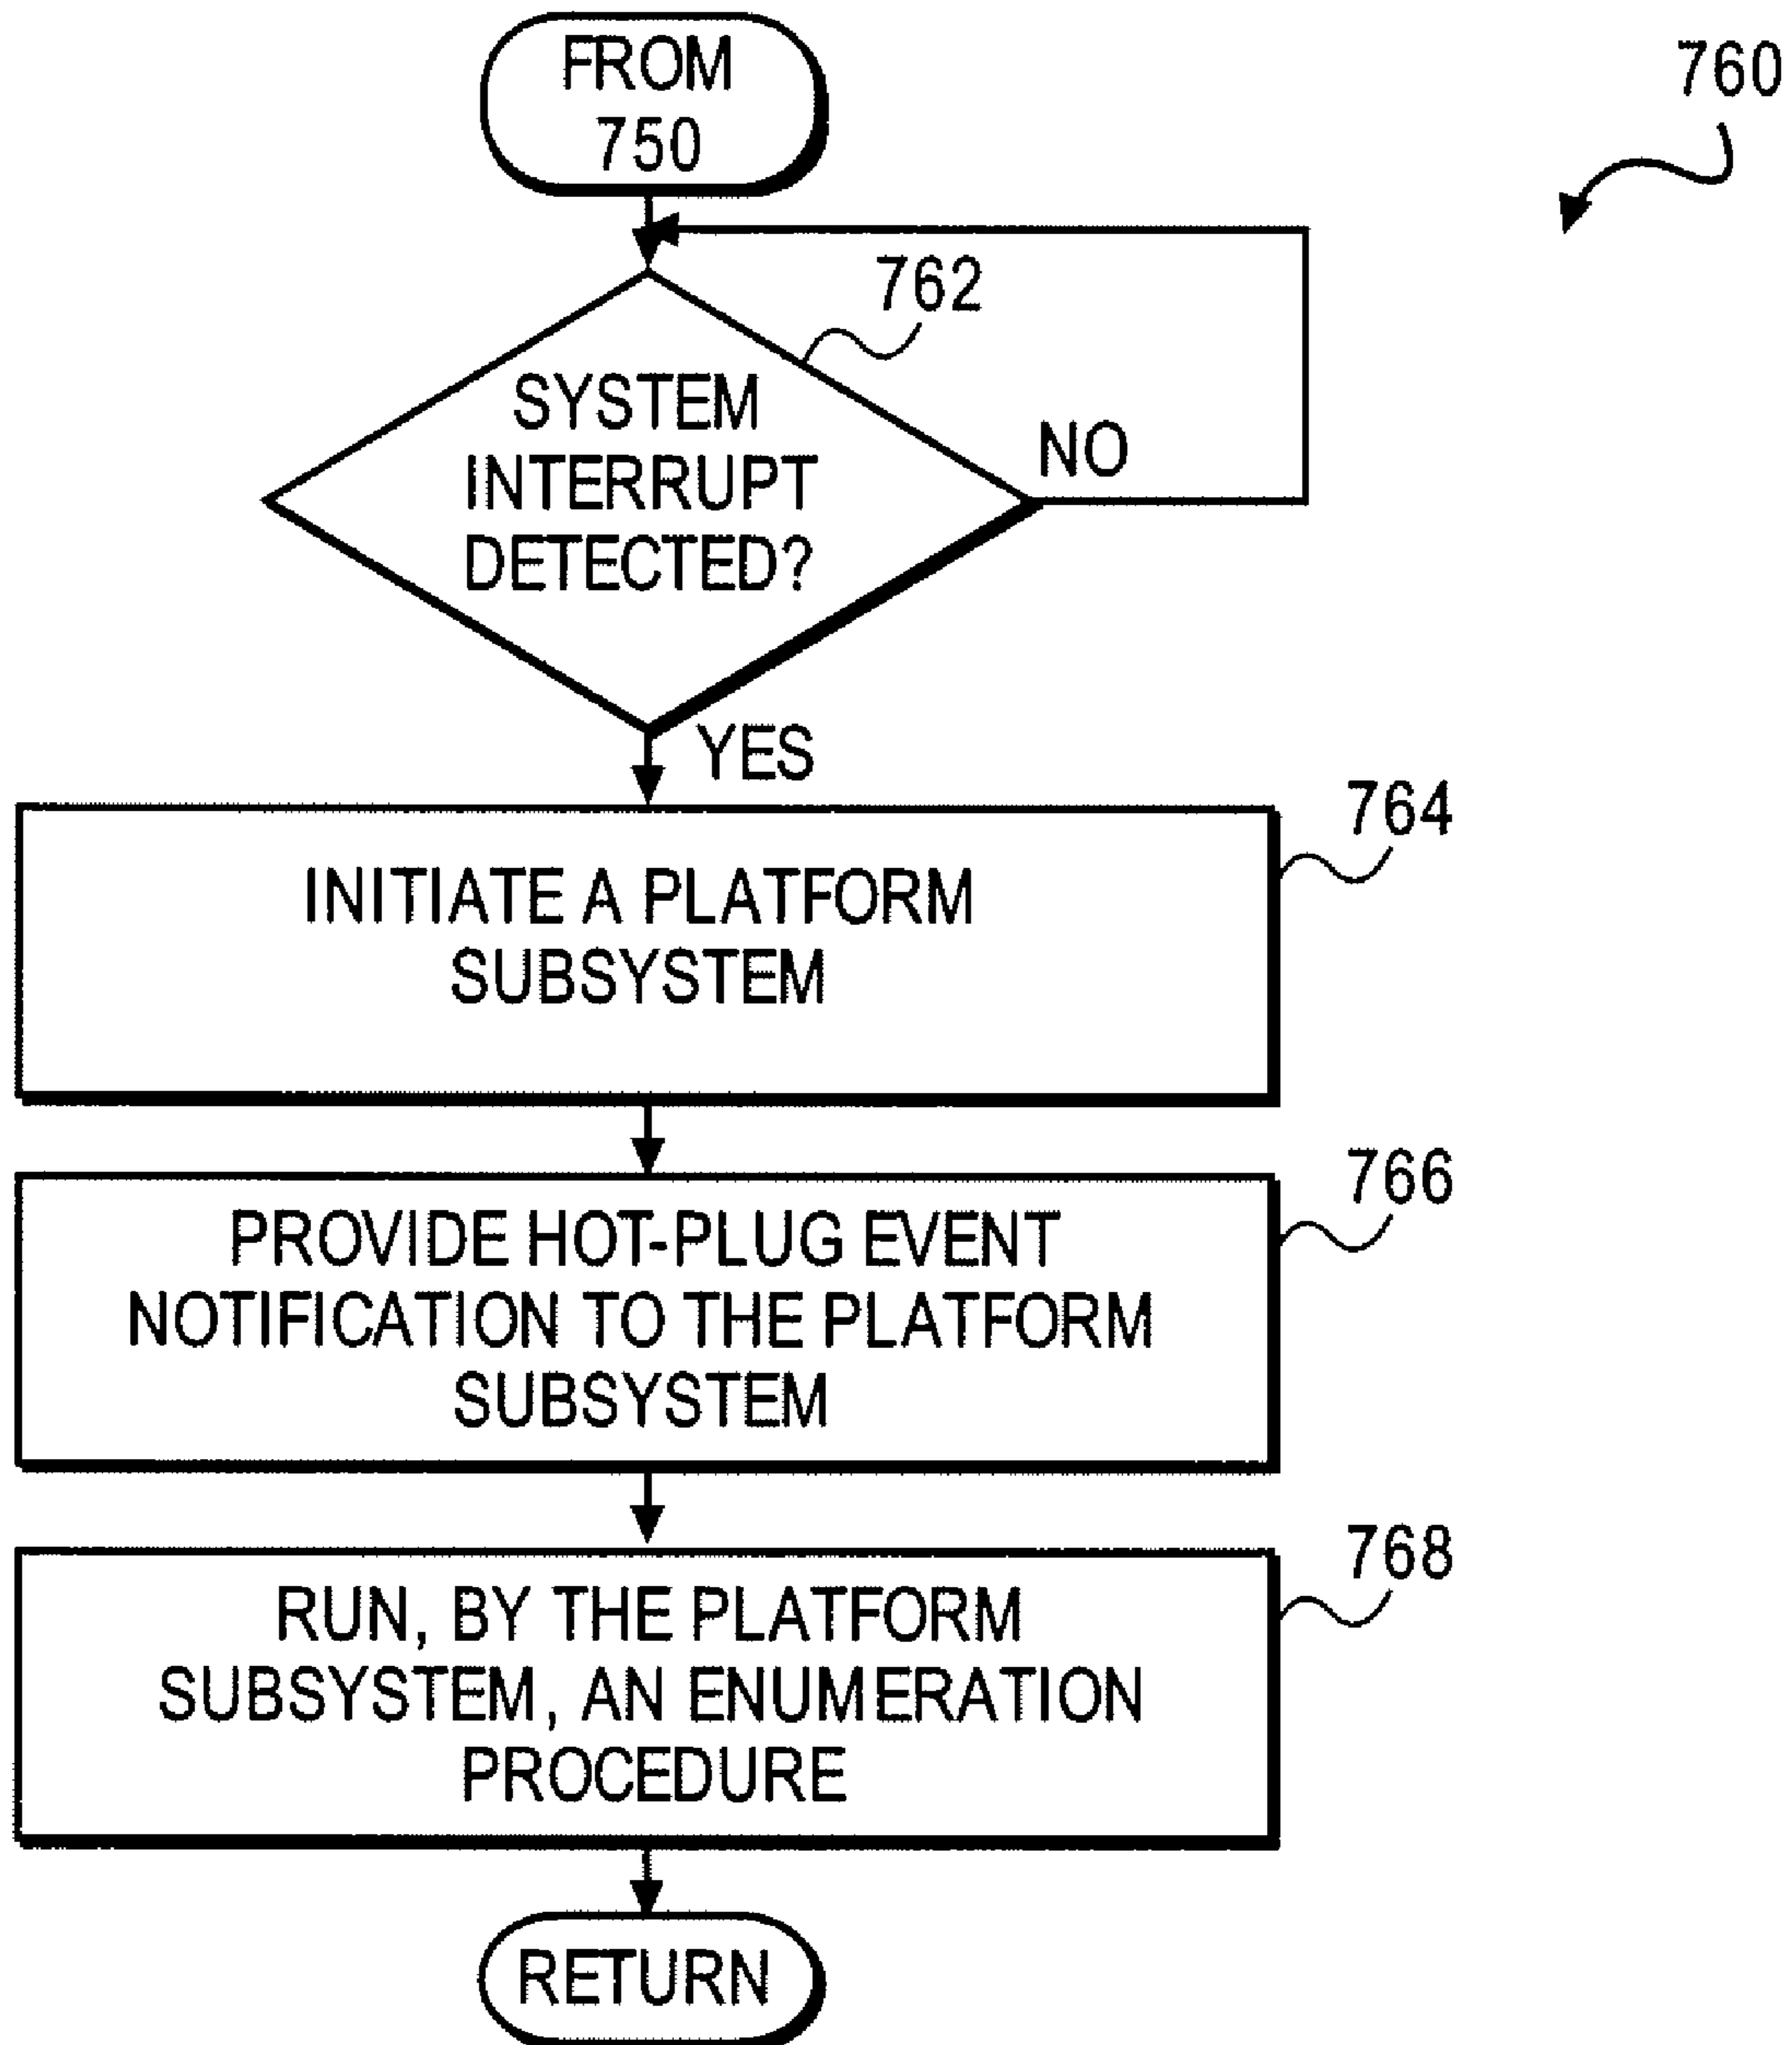 FROM
750
760
762
SYSTEM
INTERRUPT
DETECTED?
NO
YES
764
INITIATE A PLATFORM
SUBSYSTEM
766
PROVIDE HOT-PLUG EVENT
NOTIFICATION TO THE PLATFORM
SUBSYSTEM
768
RUN, BY THE PLATFORM
SUBSYSTEM, AN ENUMERATION
PROCEDURE
RETURN